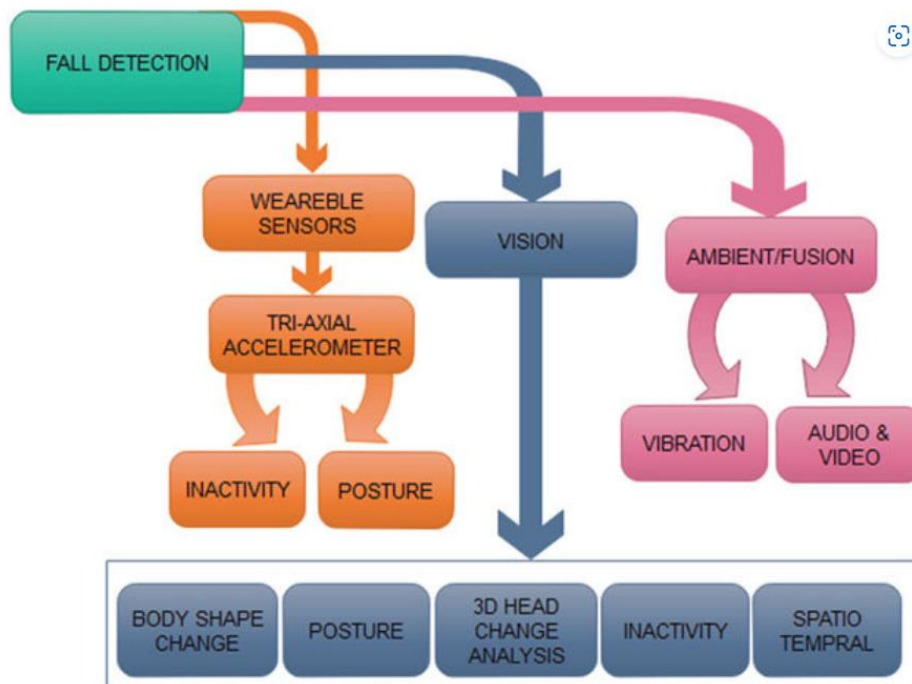 FALL DETECTION
WEAREBLE
SENSORS
VISION
AMBIENT/FUSION
TRI-AXIAL
ACCELEROMETER
VIBRATION
AUDIO &
VIDEO
INACTIVITY
POSTURE
BODY SHAPE
CHANGE
POSTURE
3D HEAD
CHANGE
ANALYSIS
INACTIVITY
SPATIO
TEMPRAL